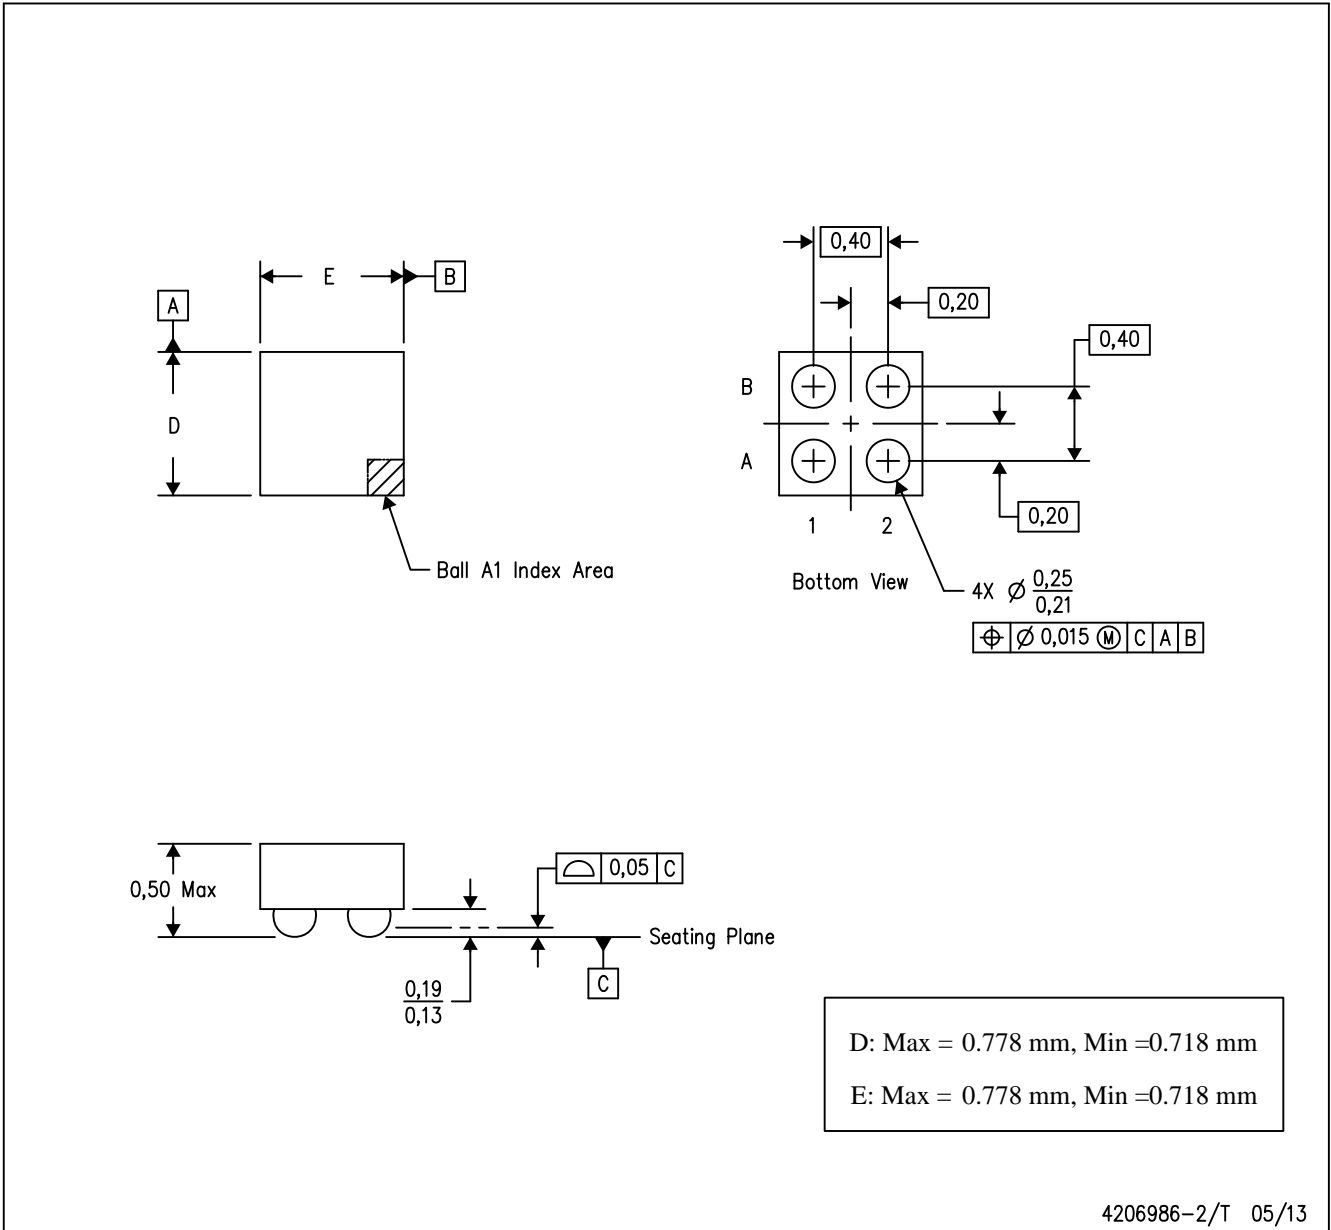 0,40
E
B
A
0,20
0,40
D
B
A
0,20
1
2
Ball A1 Index Area
Bottom View
4X Ø 0,25
0,21
⌖ Ø 0,015 Ⓜ C A B
0,05 C
0,50 Max
Seating Plane
C
0,19
0,13
D: Max = 0.778 mm, Min =0.718 mm
E: Max = 0.778 mm, Min =0.718 mm
4206986-2/T 05/13